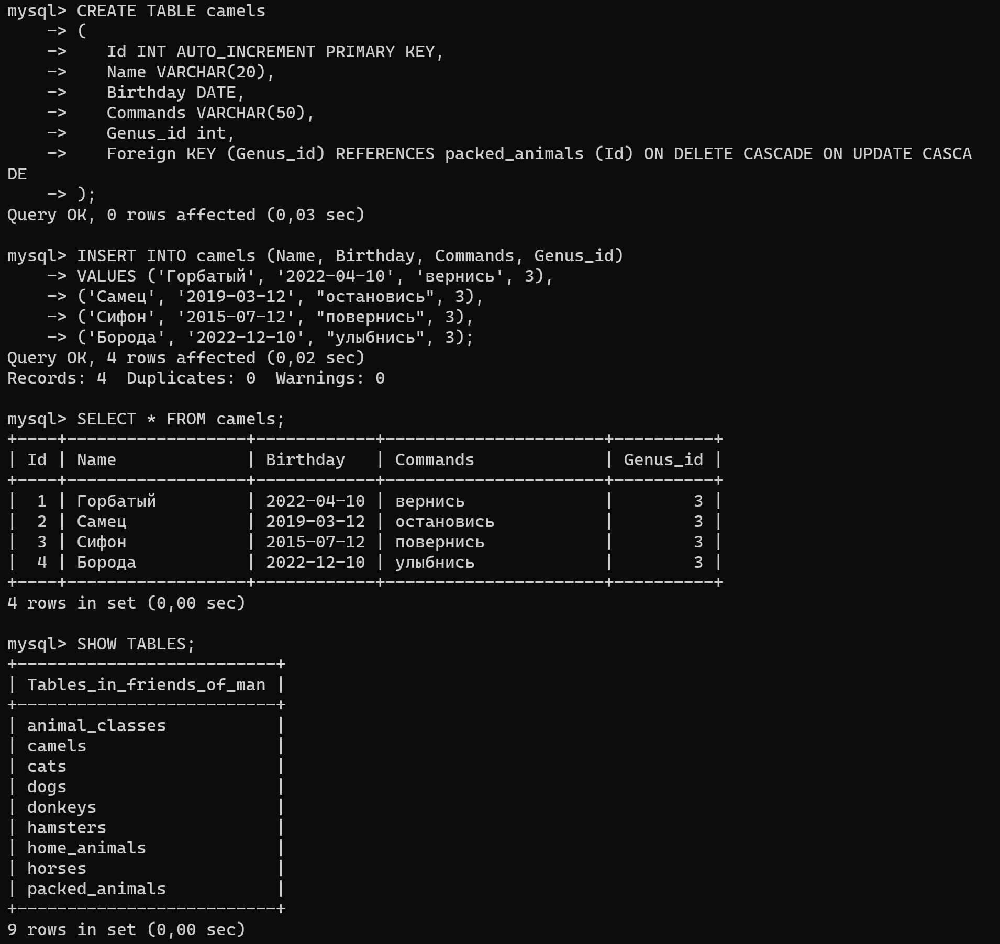 mysql> CREATE TABLE camels
    -> (
    ->    Id INT AUTO_INCREMENT PRIMARY KEY,
    ->    Name VARCHAR(20),
    ->    Birthday DATE,
    ->    Commands VARCHAR(50),
    ->    Genus_id int,
    ->    Foreign KEY (Genus_id) REFERENCES packed_animals (Id) ON DELETE CASCADE ON UPDATE CASCA
DE
    -> );
Query OK, 0 rows affected (0,03 sec)

mysql> INSERT INTO camels (Name, Birthday, Commands, Genus_id)
    -> VALUES ('Горбатый', '2022-04-10', 'вернись', 3),
    -> ('Самец', '2019-03-12', "остановись", 3),
    -> ('Сифон', '2015-07-12', "повернись", 3),
    -> ('Борода', '2022-12-10', "улыбнись", 3);
Query OK, 4 rows affected (0,02 sec)
Records: 4  Duplicates: 0  Warnings: 0

mysql> SELECT * FROM camels;
+----+------------------+------------+----------------------+----------+
| Id | Name             | Birthday   | Commands             | Genus_id |
+----+------------------+------------+----------------------+----------+
|  1 | Горбатый         | 2022-04-10 | вернись              |        3 |
|  2 | Самец            | 2019-03-12 | остановись           |        3 |
|  3 | Сифон            | 2015-07-12 | повернись            |        3 |
|  4 | Борода           | 2022-12-10 | улыбнись             |        3 |
+----+------------------+------------+----------------------+----------+
4 rows in set (0,00 sec)

mysql> SHOW TABLES;
+--------------------------+
| Tables_in_friends_of_man |
+--------------------------+
| animal_classes           |
| camels                   |
| cats                     |
| dogs                     |
| donkeys                  |
| hamsters                 |
| home_animals             |
| horses                   |
| packed_animals           |
+--------------------------+
9 rows in set (0,00 sec)